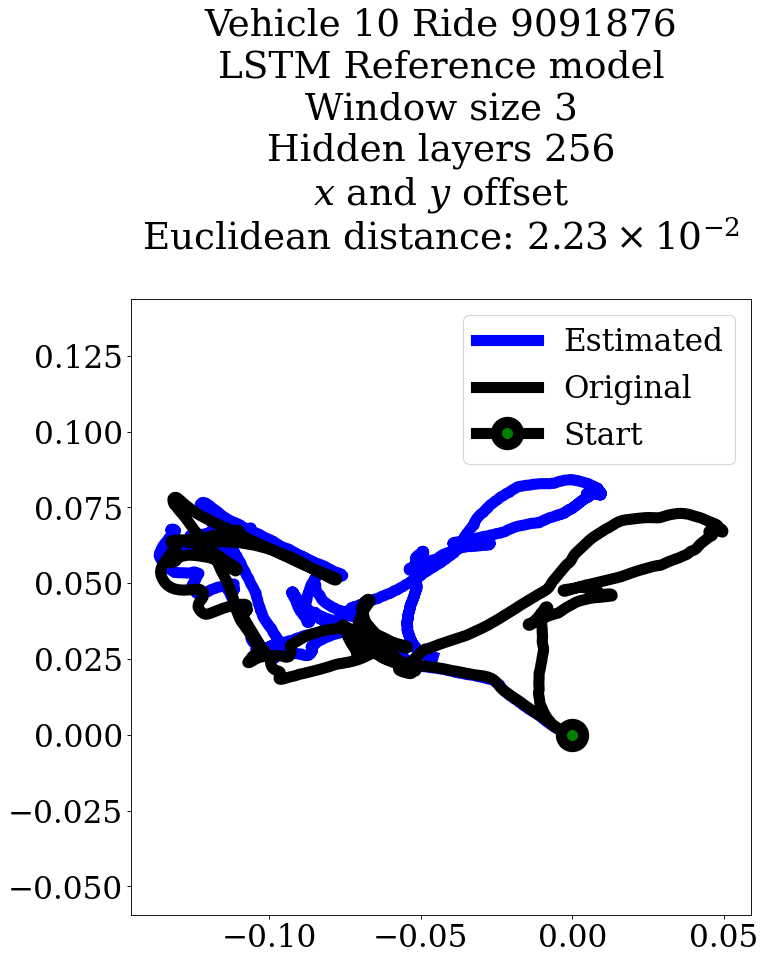 Vehicle 10 Ride 9091876
LSTM Reference model
Window size 3
Hidden layers 256
x and y offset
Euclidean distance: 2.23 × 10⁻²
Estimated
Original
Start
0.125
0.100
0.075
0.050
0.025
0.000
−0.025
−0.050
−0.10
−0.05
0.00
0.05